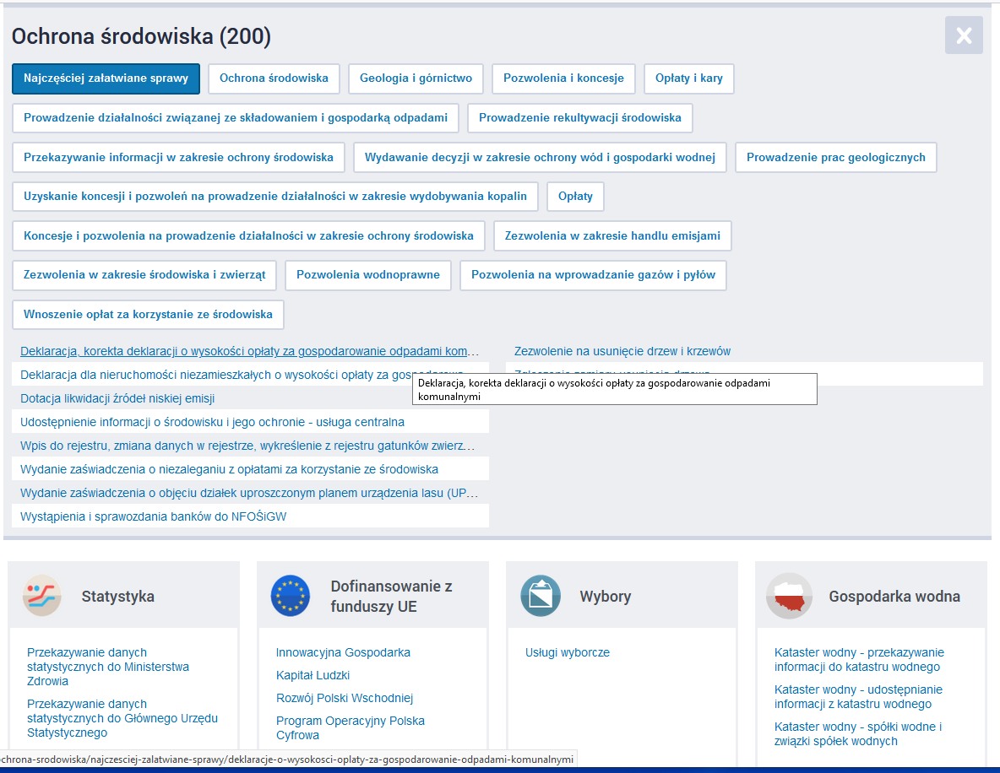 Ochrona środowiska (200)
Najczęściej załatwiane sprawy
Ochrona środowiska
Geologia i górnictwo
Pozwolenia i koncesje
Opłaty i kary
Prowadzenie działalności związanej ze składowaniem i gospodarką odpadami
Prowadzenie rekultywacji środowiska
Przekazywanie informacji w zakresie ochrony środowiska
Wydawanie decyzji w zakresie ochrony wód i gospodarki wodnej
Prowadzenie prac geologicznych
Uzyskanie koncesji i pozwoleń na prowadzenie działalności w zakresie wydobywania kopalin
Opłaty
Koncesje i pozwolenia na prowadzenie działalności w zakresie ochrony środowiska
Zezwolenia w zakresie handlu emisjami
Zezwolenia w zakresie środowiska i zwierząt
Pozwolenia wodnoprawne
Pozwolenia na wprowadzanie gazów i pyłów
Wnoszenie opłat za korzystanie ze środowiska
Deklaracja, korekta deklaracji o wysokości opłaty za gospodarowanie odpadami kom...
Deklaracja dla nieruchomości niezamieszkałych o wysokości opłaty za
Dotacja likwidacji źródeł niskiej emisji
Udostępnienie informacji o środowisku i jego ochronie - usługa centralna
Wpis do rejestru, zmiana danych w rejestrze, wykreślenie z rejestru gatunków zwierz...
Wydanie zaświadczenia o niezaleganiu z opłatami za korzystanie ze środowiska
Wydanie zaświadczenia o objęciu działek uproszczonym planem urządzenia lasu (UP...
Wystąpienia i sprawozdania banków do NFOŚiGW
Zezwolenie na usunięcie drzew i krzewów
Deklaracja, korekta deklaracji o wysokości opłaty za gospodarowanie odpadami
komunalnymi
Statystyka
Przekazywanie danych
statystycznych do Ministerstwa
Zdrowia
Przekazywanie danych
statystycznych do Głównego Urzędu
Statystycznego
Dofinansowanie z
funduszy UE
Innowacyjna Gospodarka
Kapitał Ludzki
Rozwój Polski Wschodniej
Program Operacyjny Polska
Cyfrowa
Wybory
Usługi wyborcze
Gospodarka wodna
Kataster wodny - przekazywanie
informacji do katastru wodnego
Kataster wodny - udostępnianie
informacji z katastru wodnego
Kataster wodny - spółki wodne i
związki spółek wodnych
chrona-srodowiska/najczesciej-zalatwiane-sprawy/deklaracje-o-wysokosci-oplaty-za-gospodarowanie-odpadami-komunalnymi